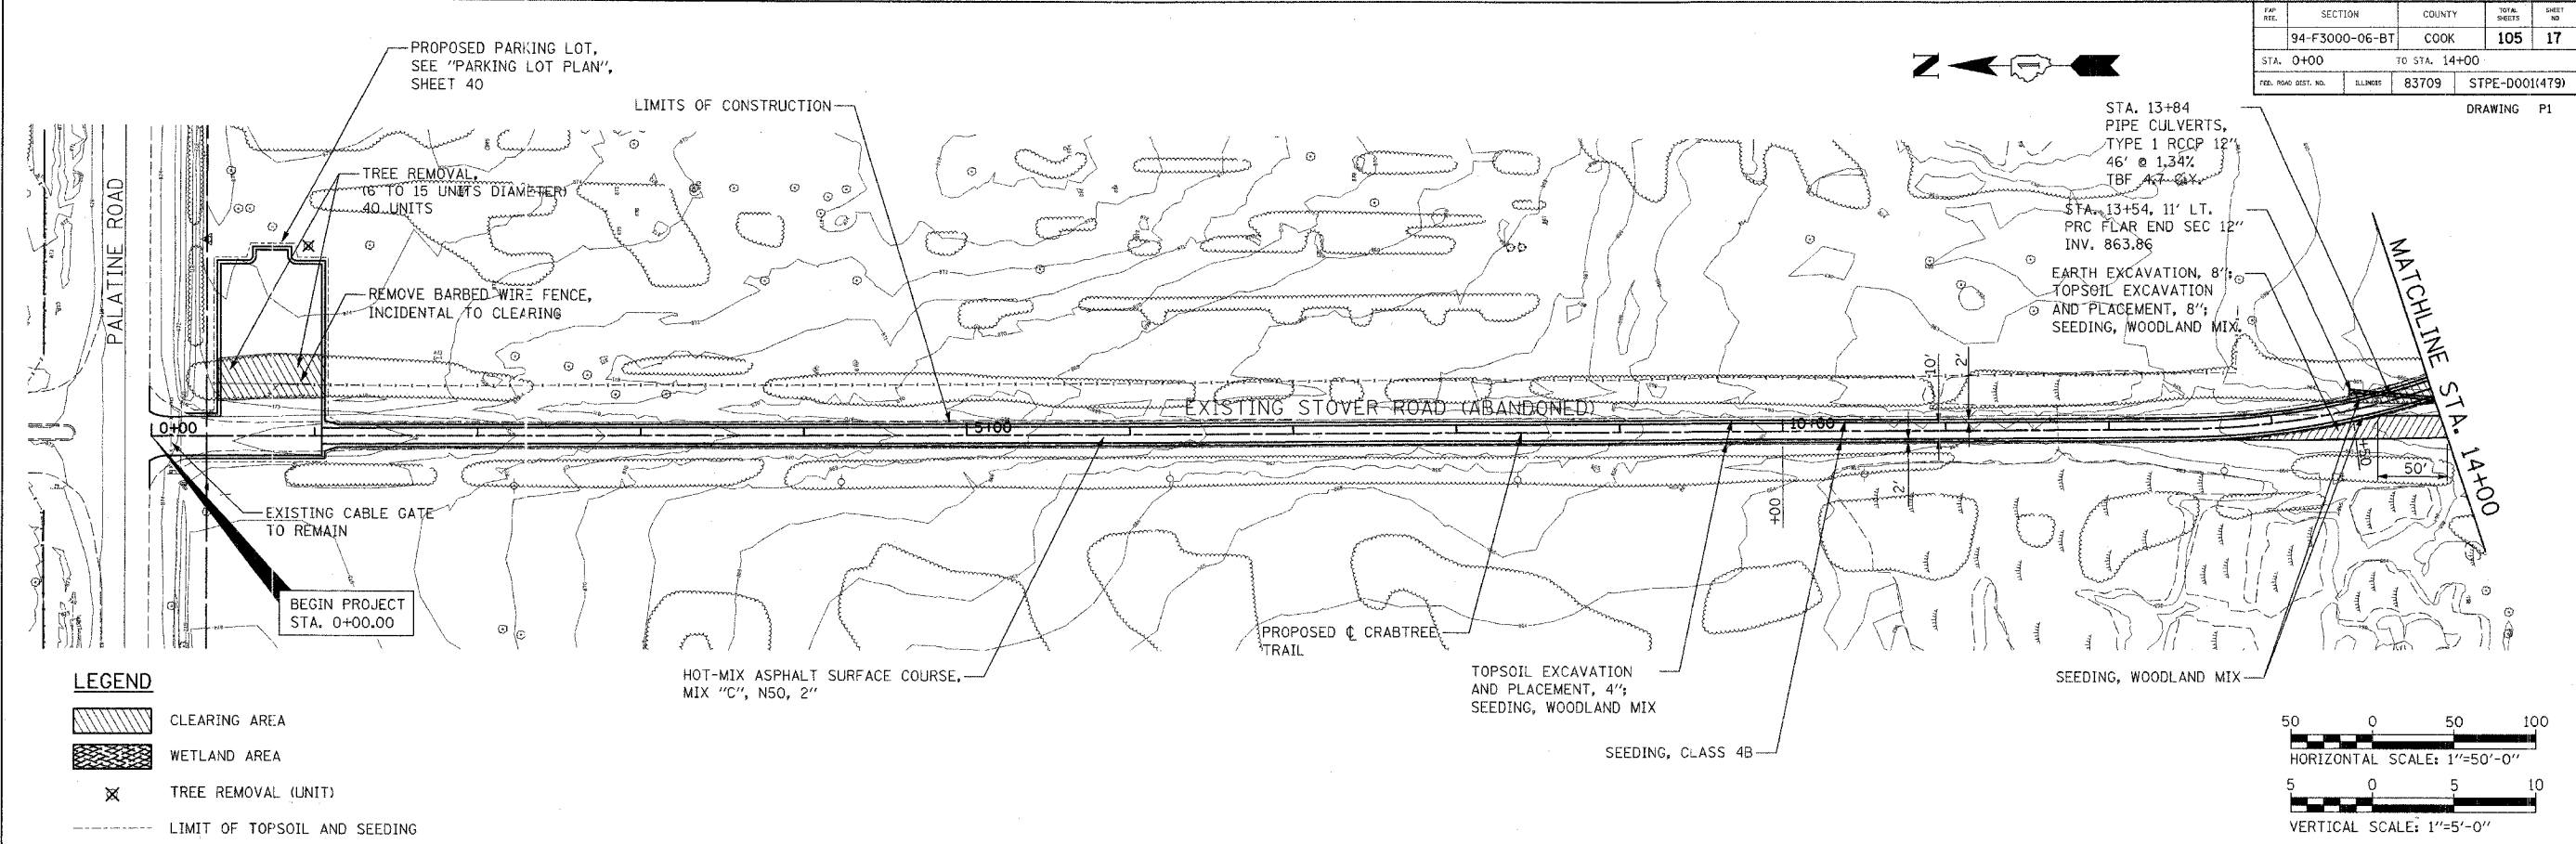 FAP RTE.
SECTION
COUNTY
TOTAL SHEETS
SHEET NO
94-F3000-06-BT
COOK
105
17
STA. 0+00 TO STA. 14+00
FED. ROAD DIST. NO.
ILLINOIS
83709
STPE-D001(479)
DRAWING P1
N
PROPOSED PARKING LOT,
SEE "PARKING LOT PLAN",
SHEET 40
LIMITS OF CONSTRUCTION
TREE REMOVAL,
(6 TO 15 UNITS DIAMETER)
40 UNITS
REMOVE BARBED WIRE FENCE,
INCIDENTAL TO CLEARING
PALATINE ROAD
STA. 13+84
PIPE CULVERTS,
TYPE 1 RCCP 12"
46' @ 1.34%
TBF 4.7
STA. 13+54, 11' LT.
PRC FLAR END SEC 12"
INV. 863.86
EARTH EXCAVATION, 8";
TOPSOIL EXCAVATION
AND PLACEMENT, 8";
SEEDING, WOODLAND MIX.
MATCHLINE STA. 14+00
10'
2'
EXISTING STOVER ROAD (ABANDONED)
0+00
5+00
10+00
2'
+00
+50
50'
EXISTING CABLE GATE
TO REMAIN
BEGIN PROJECT
STA. 0+00.00
HOT-MIX ASPHALT SURFACE COURSE,
MIX "C", N50, 2"
PROPOSED ℄ CRABTREE
TRAIL
TOPSOIL EXCAVATION
AND PLACEMENT, 4";
SEEDING, WOODLAND MIX
SEEDING, CLASS 4B
SEEDING, WOODLAND MIX
LEGEND
CLEARING AREA
WETLAND AREA
TREE REMOVAL (UNIT)
LIMIT OF TOPSOIL AND SEEDING
50 0 50 100
HORIZONTAL SCALE: 1"=50'-0"
5 0 5 10
VERTICAL SCALE: 1"=5'-0"